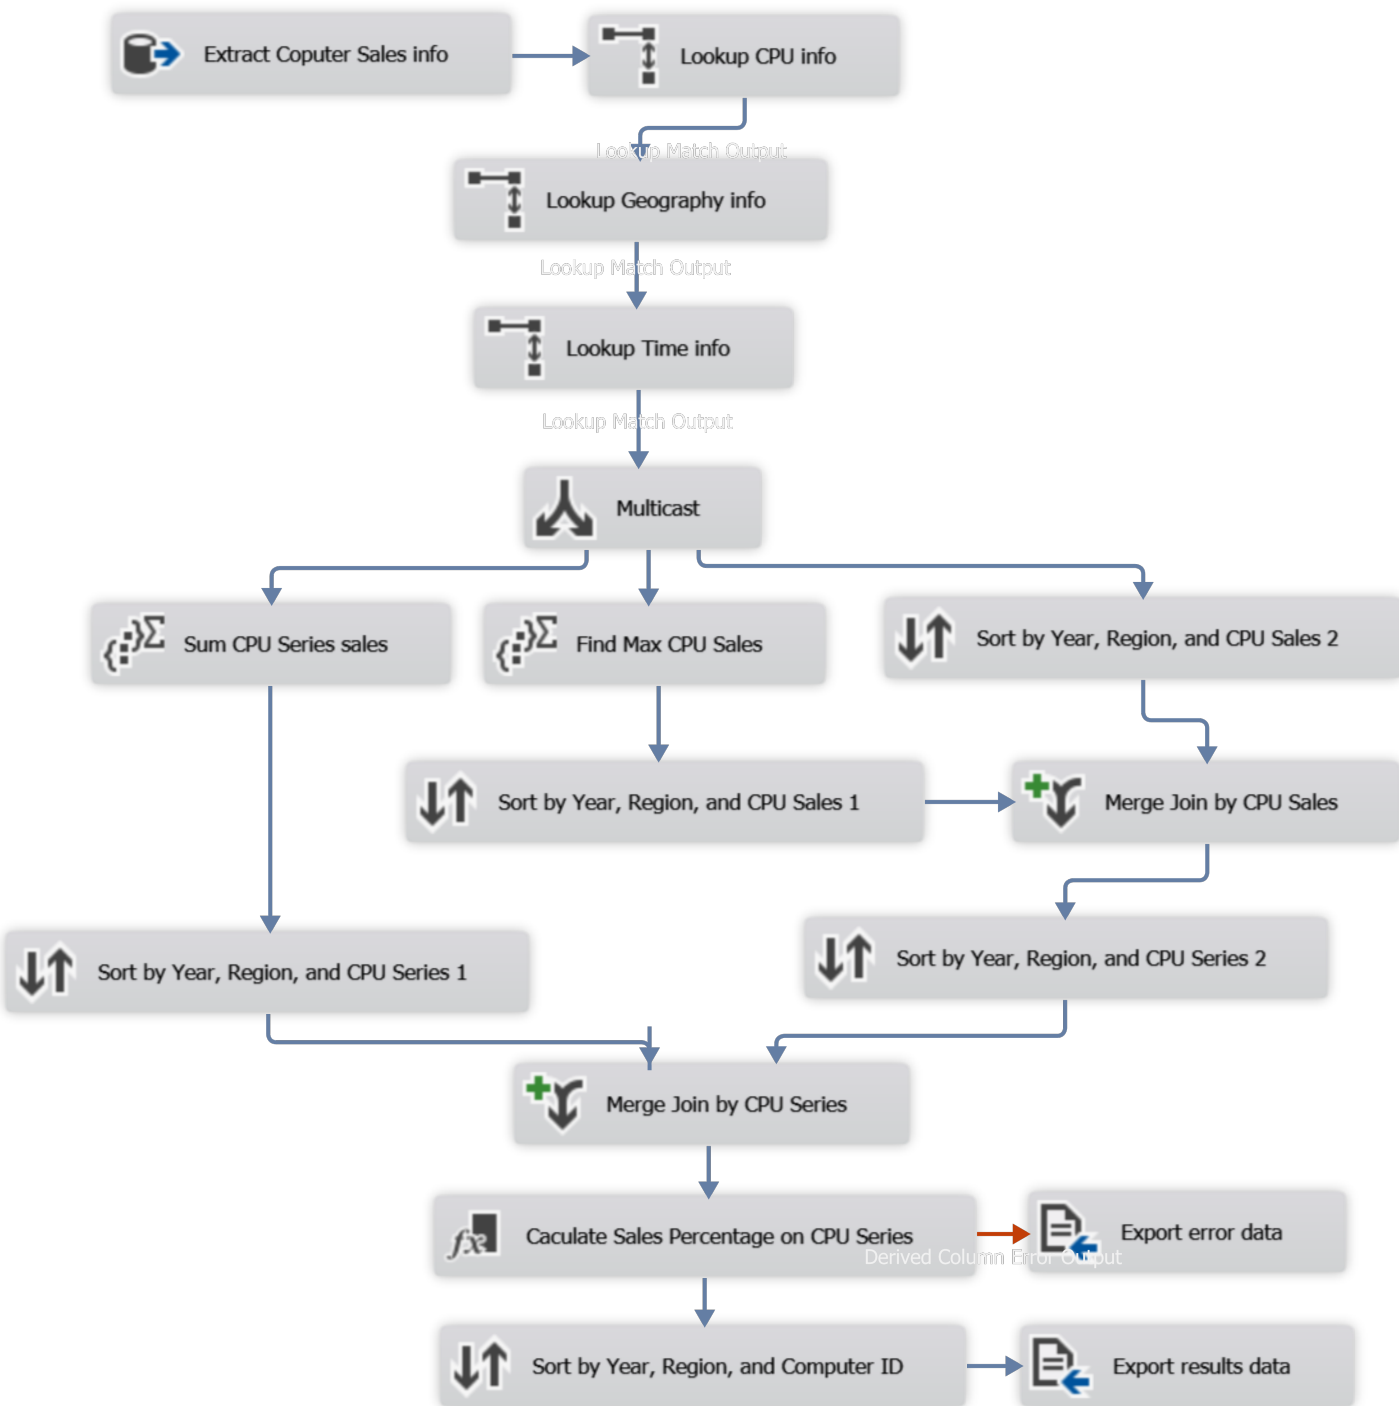 Extract Coputer Sales info
Lookup CPU info
Lookup Match Output
Lookup Geography info
Lookup Match Output
Lookup Time info
Lookup Match Output
Multicast
Sum CPU Series sales
Find Max CPU Sales
Sort by Year, Region, and CPU Sales 2
Sort by Year, Region, and CPU Sales 1
Merge Join by CPU Sales
Sort by Year, Region, and CPU Series 1
Sort by Year, Region, and CPU Series 2
Merge Join by CPU Series
Caculate Sales Percentage on CPU Series
Export error data
Derived Column Error Output
Sort by Year, Region, and Computer ID
Export results data